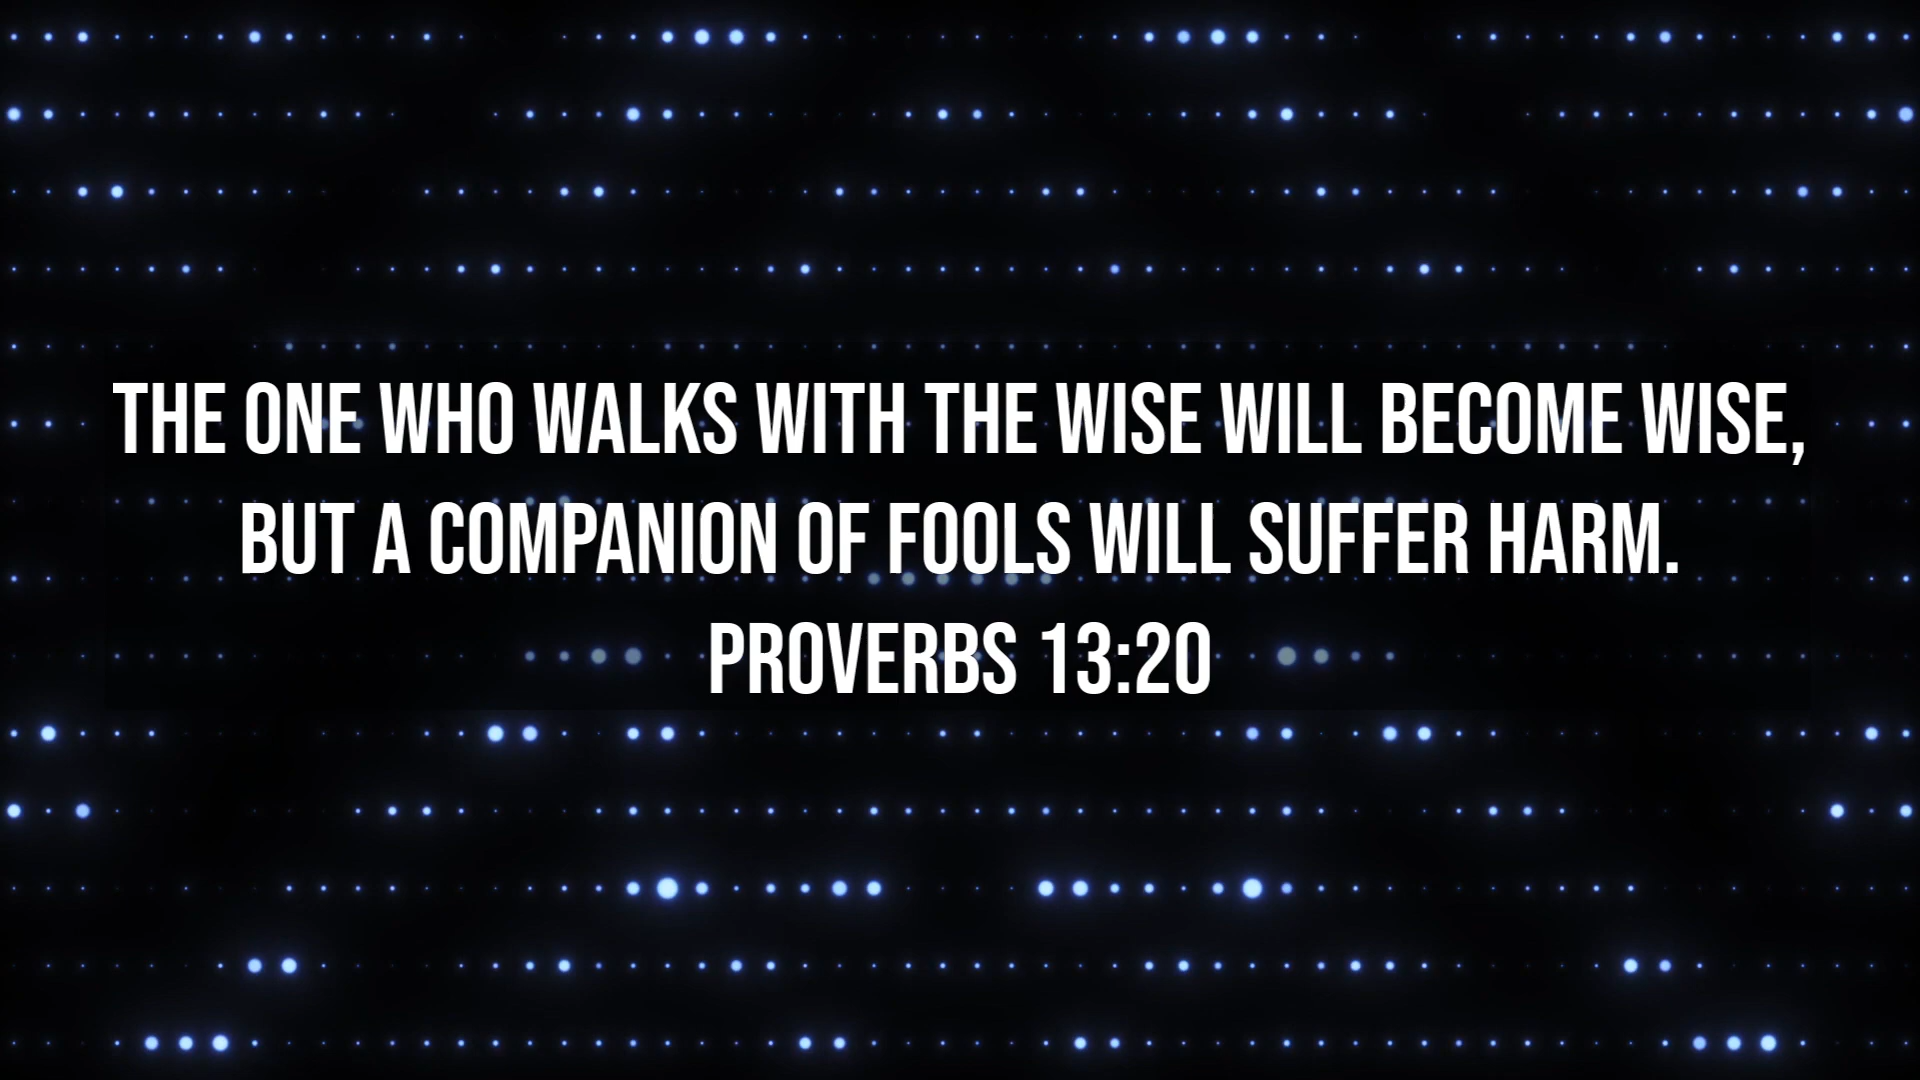 THE ONE WHO WALKS WITH THE WISE WILL BECOME WISE,
BUT A COMPANION OF FOOLS WILL SUFFER HARM.
PROVERBS 13:20